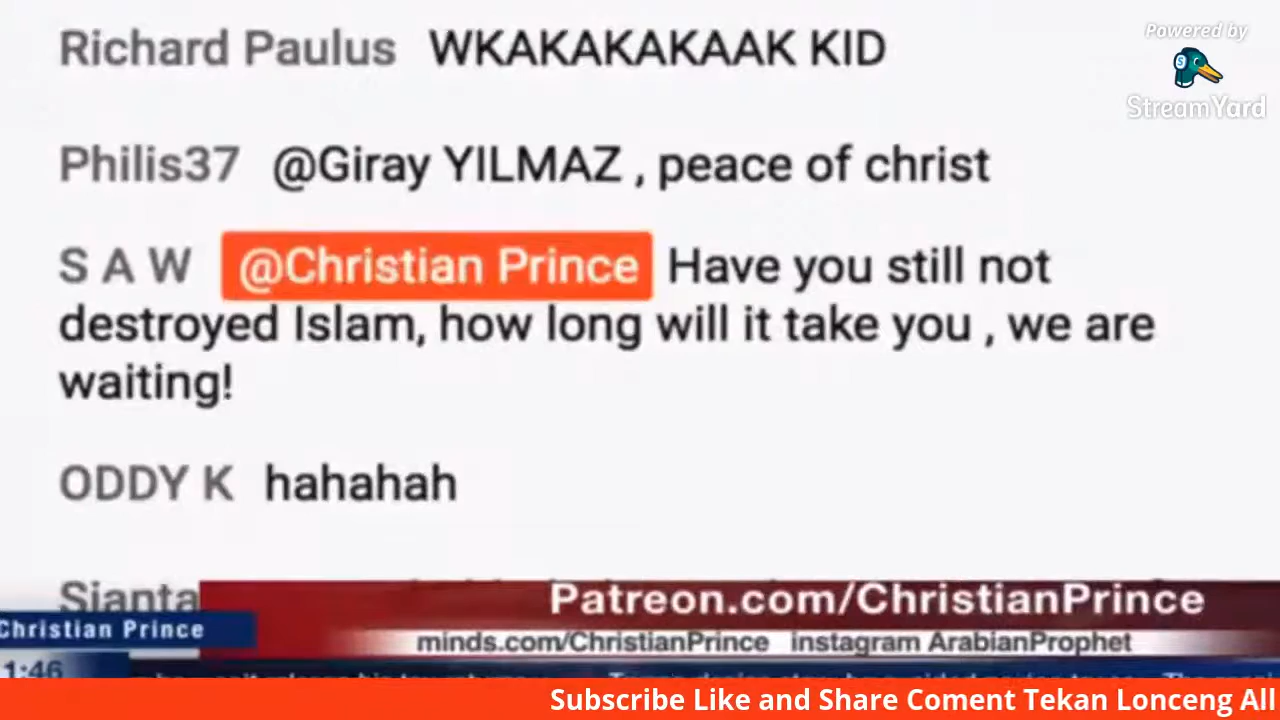 Powered by
StreamYard
Richard Paulus WKAKAKAKAAK KID
Philis37 @Giray YILMAZ , peace of christ
S A W @Christian Prince Have you still not
destroyed Islam, how long will it take you , we are
waiting!
ODDY K hahahah
Sianta
Patreon.com/ChristianPrince
Christian Prince
minds.com/ChristianPrince instagram ArabianProphet
1:46
Subscribe Like and Share Coment Tekan Lonceng All